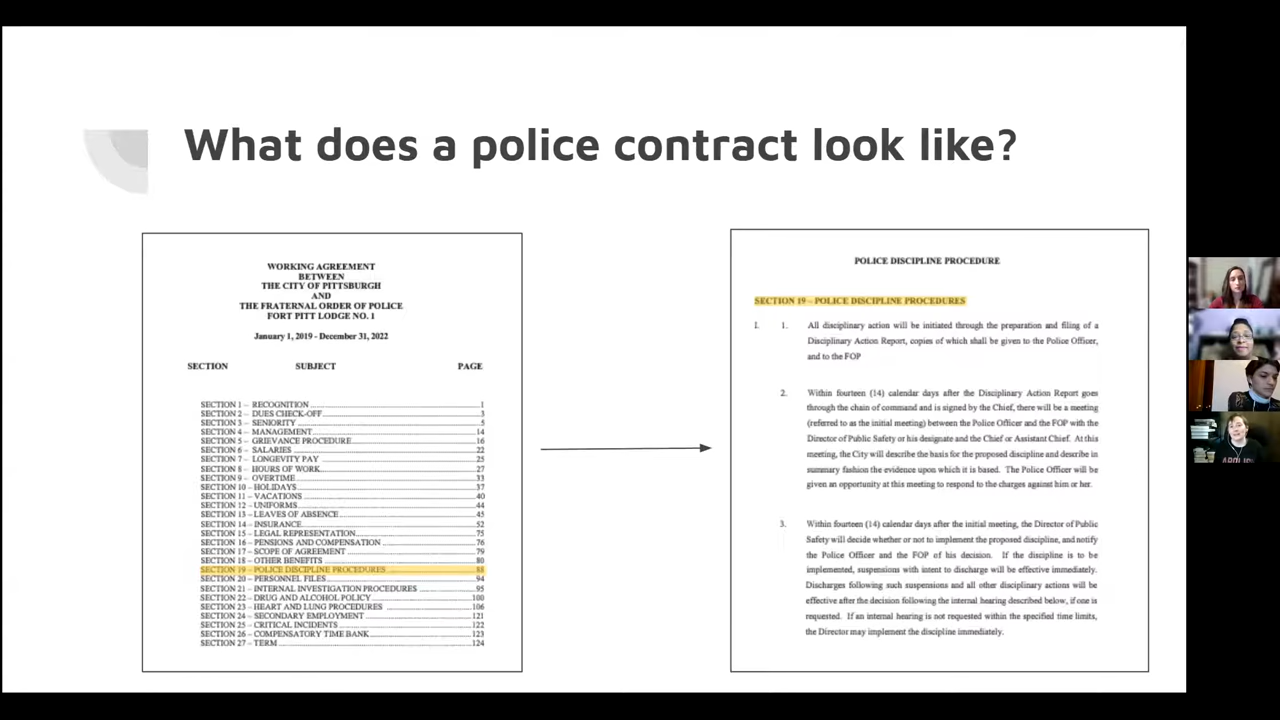 What does a police contract look like?
WORKING AGREEMENT
BETWEEN
THE CITY OF PITTSBURGH
AND
THE FRATERNAL ORDER OF POLICE
FORT PITT LODGE NO. 1
January 1, 2019 - December 31, 2022
SECTION SUBJECT PAGE
SECTION 1 – RECOGNITION 1
SECTION 2 – DUES CHECK-OFF 3
SECTION 3 – SENIORITY 5
SECTION 4 – MANAGEMENT 14
SECTION 5 – GRIEVANCE PROCEDURE 16
SECTION 6 – SALARIES 22
SECTION 7 – LONGEVITY PAY 25
SECTION 8 – HOURS OF WORK 27
SECTION 9 – OVERTIME 33
SECTION 10 – HOLIDAYS 37
SECTION 11 – VACATIONS 40
SECTION 12 – UNIFORMS 44
SECTION 13 – LEAVES OF ABSENCE 45
SECTION 14 – INSURANCE 52
SECTION 15 – LEGAL REPRESENTATION 75
SECTION 16 – PENSIONS AND COMPENSATION 76
SECTION 17 – SCOPE OF AGREEMENT 79
SECTION 18 – OTHER BENEFITS 80
SECTION 19 – POLICE DISCIPLINE PROCEDURES 88
SECTION 20 – PERSONNEL FILES 94
SECTION 21 – INTERNAL INVESTIGATION PROCEDURES 95
SECTION 22 – DRUG AND ALCOHOL POLICY 100
SECTION 23 – HEART AND LUNG PROCEDURES 106
SECTION 24 – SECONDARY EMPLOYMENT 121
SECTION 25 – CRITICAL INCIDENTS 122
SECTION 26 – COMPENSATORY TIME BANK 123
SECTION 27 – TERM 124
POLICE DISCIPLINE PROCEDURE
SECTION 19 – POLICE DISCIPLINE PROCEDURES
I. 1. All disciplinary action will be initiated through the preparation and filing of a
Disciplinary Action Report, copies of which shall be given to the Police Officer,
and to the FOP
2. Within fourteen (14) calendar days after the Disciplinary Action Report goes
through the chain of command and is signed by the Chief, there will be a meeting
(referred to as the initial meeting) between the Police Officer and the FOP with the
Director of Public Safety or his designate and the Chief or Assistant Chief. At this
meeting, the City will describe the basis for the proposed discipline and describe in
summary fashion the evidence upon which it is based. The Police Officer will be
given an opportunity at this meeting to respond to the charges against him or her.
3. Within fourteen (14) calendar days after the initial meeting, the Director of Public
Safety will decide whether or not to implement the proposed discipline, and notify
the Police Officer and the FOP of his decision. If the discipline is to be
implemented, suspensions with intent to discharge will be effective immediately.
Discharges following such suspensions and all other disciplinary actions will be
effective after the decision following the internal hearing described below, if one is
requested. If an internal hearing is not requested within the specified time limits,
the Director may implement the discipline immediately.